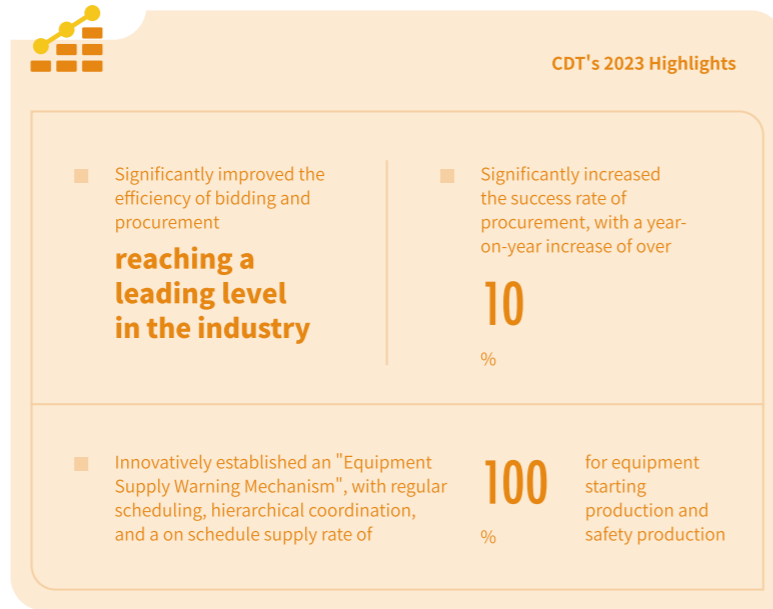 CDT's 2023 Highlights
Significantly improved the
efficiency of bidding and
procurement
reaching a
leading level
in the industry
Significantly increased
the success rate of
procurement, with a year-
on-year increase of over
10
%
Innovatively established an "Equipment
Supply Warning Mechanism", with regular
scheduling, hierarchical coordination,
and a on schedule supply rate of
100
%
for equipment
starting
production and
safety production